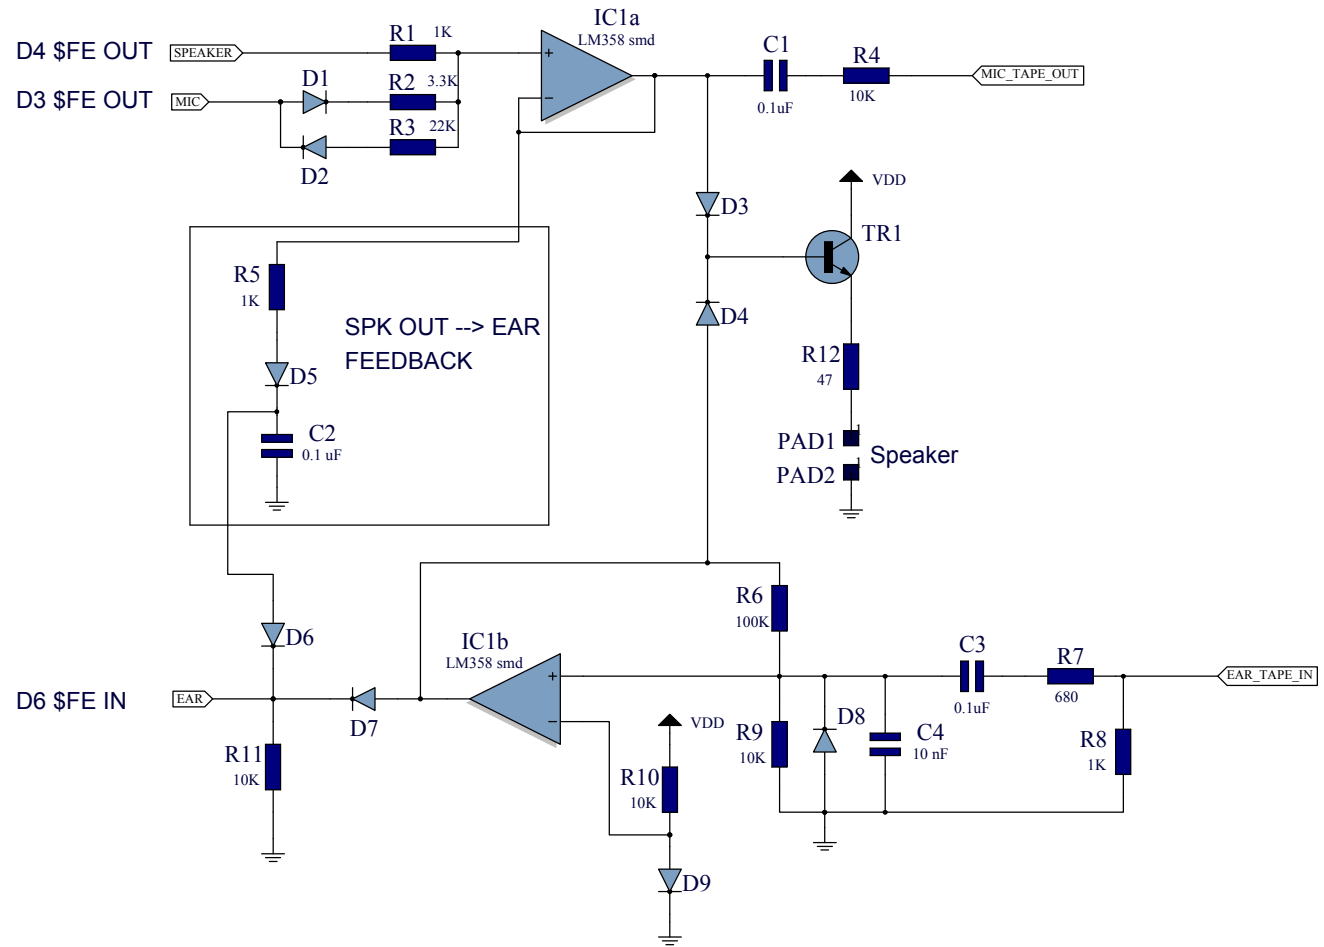 IC1a
LM358 smd
D4 $FE OUT
SPEAKER
R1
1K
C1
0.1uF
R4
10K
MIC_TAPE_OUT
D3 $FE OUT
MIC
D1
R2
3.3K
R3
22K
D2
VDD
D3
TR1
R5
1K
SPK OUT --> EAR
FEEDBACK
D4
D5
R12
47
C2
0.1 uF
PAD1
1
Speaker
PAD2
1
R6
100K
D6
IC1b
LM358 smd
C3
0.1uF
R7
680
EAR_TAPE_IN
D6 $FE IN
EAR
D7
VDD
R9
10K
D8
C4
10 nF
R8
1K
R11
10K
R10
10K
D9